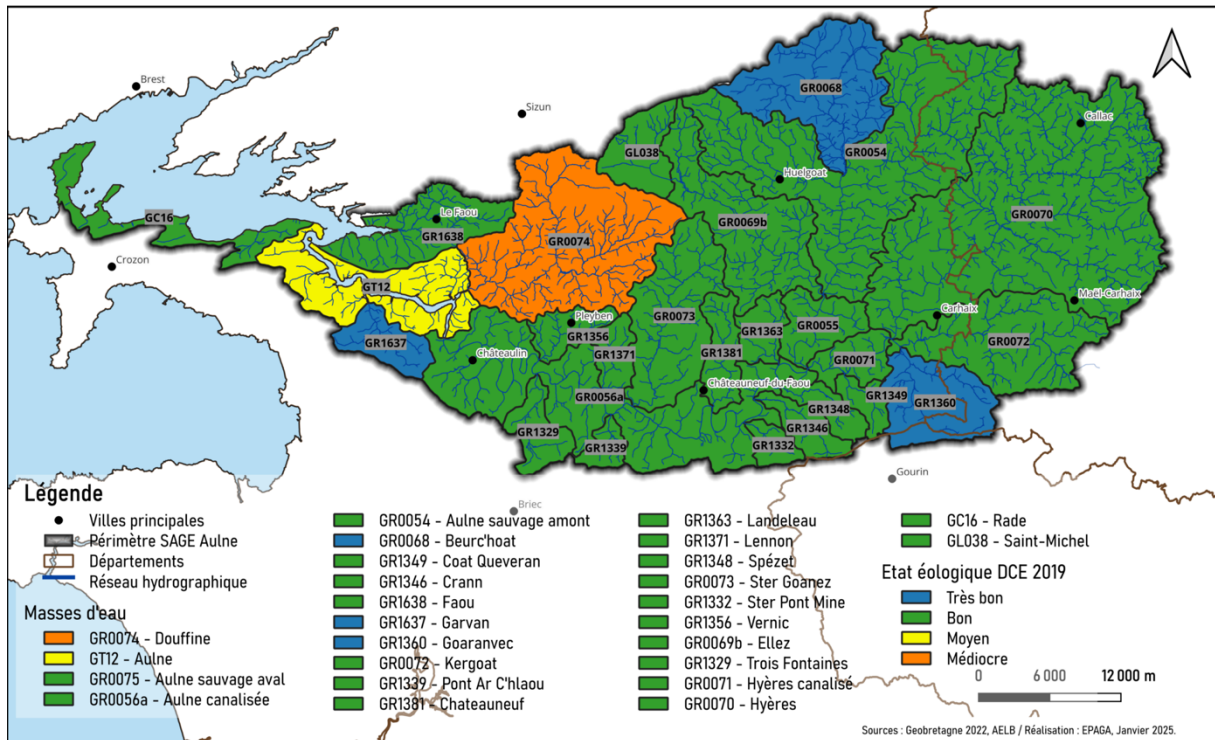 Brest
Sizun
GR0068
Callac
GL038
GR0054
Huelgoat
GC16
Le Faou
GR0070
GR0069b
GR1638
GR0074
Crozon
GT12
Maël-Carhaix
Pleyben
GR0073
Carhaix
GR1356
GR1363
GR0055
GR1637
GR0072
Châteaulin
GR1371
GR1381
GR0071
Châteauneuf-du-Faou
GR0056a
GR1349
GR1360
GR1348
GR1329
GR1346
GR1339
GR1332
Gourin
Briec
Légende
Villes principales
Périmètre SAGE Aulne
Départements
Réseau hydrographique
Masses d'eau
GR0074 - Douffine
GT12 - Aulne
GR0075 - Aulne sauvage aval
GR0056a - Aulne canalisée
GR0054 - Aulne sauvage amont
GR0068 - Beurc'hoat
GR1349 - Coat Queveran
GR1346 - Crann
GR1638 - Faou
GR1637 - Garvan
GR1360 - Goaranvec
GR0072 - Kergoat
GR1339 - Pont Ar C'hlaou
GR1381 - Chateauneuf
GR1363 - Landeleau
GR1371 - Lennon
GR1348 - Spézet
GR0073 - Ster Goanez
GR1332 - Ster Pont Mine
GR1356 - Vernic
GR0069b - Ellez
GR1329 - Trois Fontaines
GR0071 - Hyères canalisé
GR0070 - Hyères
GC16 - Rade
GL038 - Saint-Michel
Etat éologique DCE 2019
Très bon
Bon
Moyen
Médiocre
0 6 000 12 000 m
Sources : Geobretagne 2022, AELB / Réalisation : EPAGA, Janvier 2025.